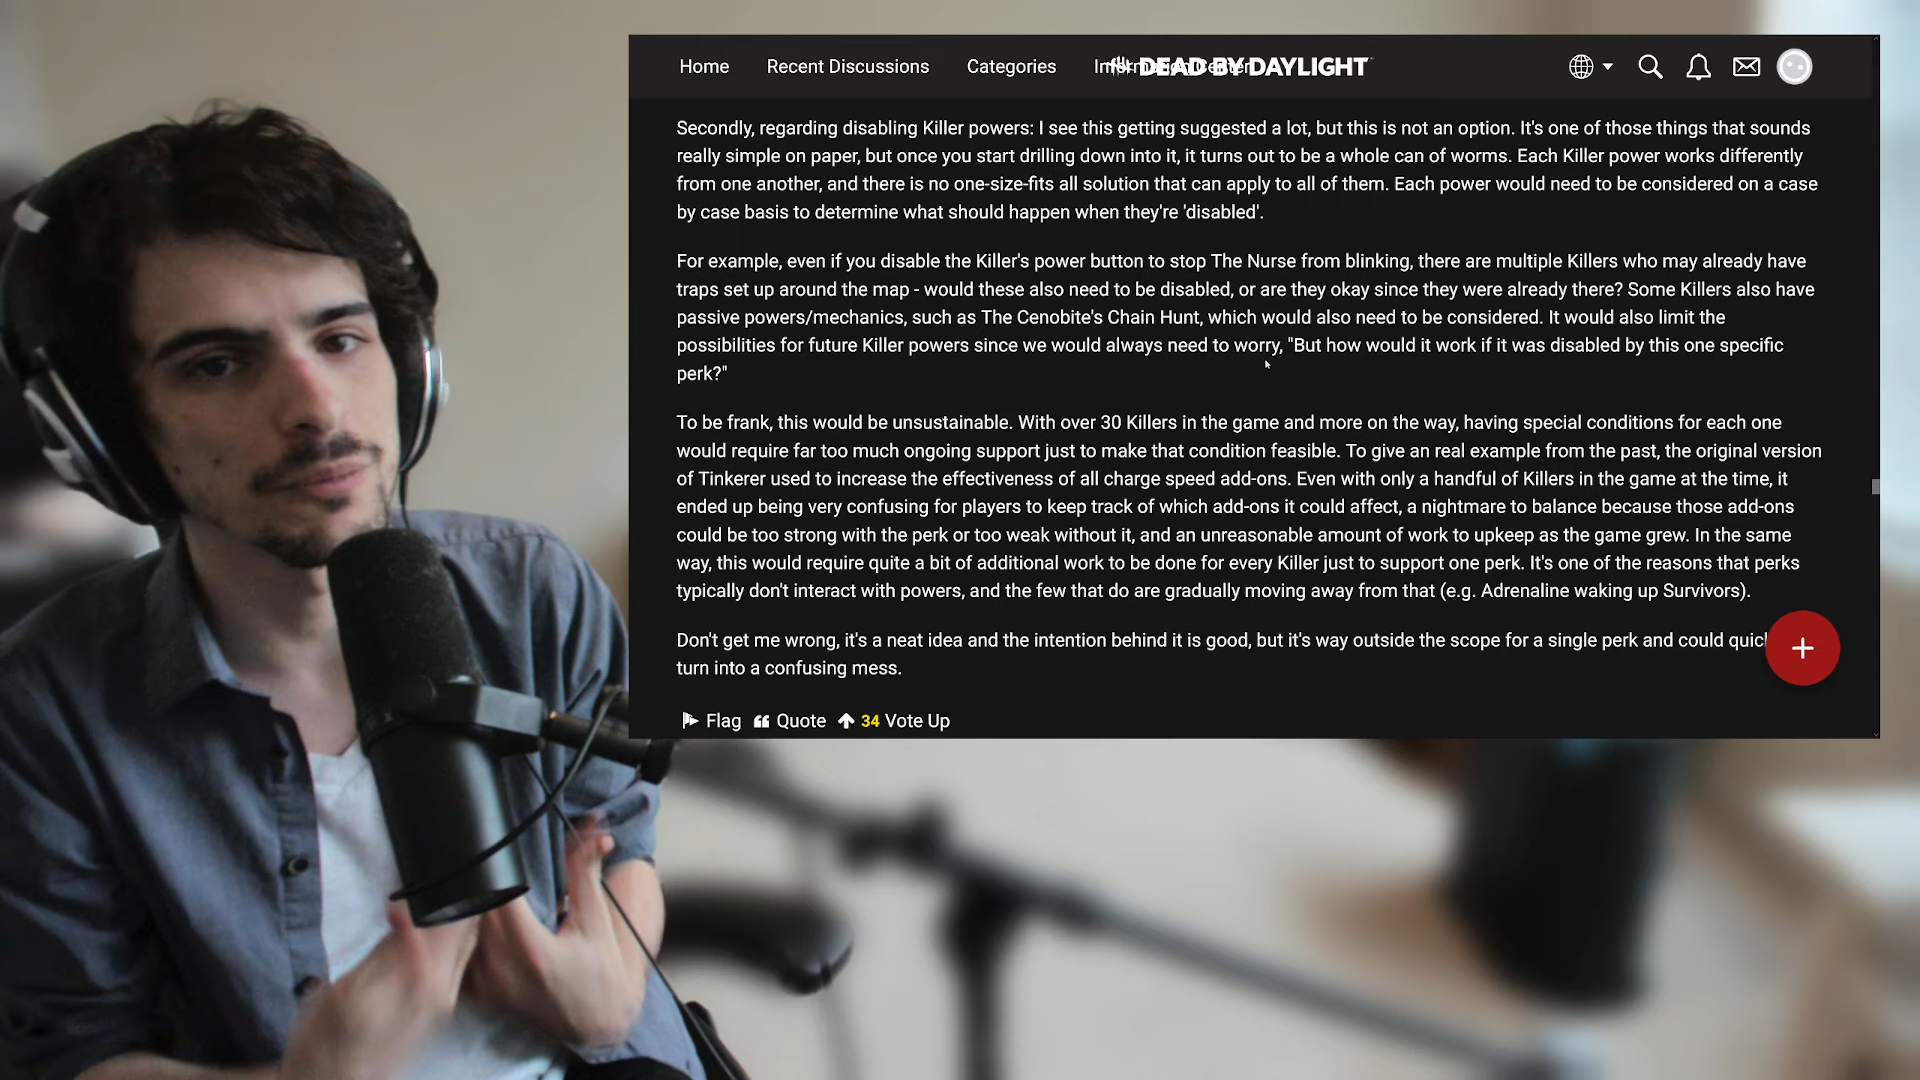 Home Recent Discussions Categories Information Center DEAD BY DAYLIGHT
Secondly, regarding disabling Killer powers: I see this getting suggested a lot, but this is not an option. It's one of those things that sounds
really simple on paper, but once you start drilling down into it, it turns out to be a whole can of worms. Each Killer power works differently
from one another, and there is no one-size-fits all solution that can apply to all of them. Each power would need to be considered on a case
by case basis to determine what should happen when they're 'disabled'.
For example, even if you disable the Killer's power button to stop The Nurse from blinking, there are multiple Killers who may already have
traps set up around the map - would these also need to be disabled, or are they okay since they were already there? Some Killers also have
passive powers/mechanics, such as The Cenobite's Chain Hunt, which would also need to be considered. It would also limit the
possibilities for future Killer powers since we would always need to worry, "But how would it work if it was disabled by this one specific
perk?"
To be frank, this would be unsustainable. With over 30 Killers in the game and more on the way, having special conditions for each one
would require far too much ongoing support just to make that condition feasible. To give an real example from the past, the original version
of Tinkerer used to increase the effectiveness of all charge speed add-ons. Even with only a handful of Killers in the game at the time, it
ended up being very confusing for players to keep track of which add-ons it could affect, a nightmare to balance because those add-ons
could be too strong with the perk or too weak without it, and an unreasonable amount of work to upkeep as the game grew. In the same
way, this would require quite a bit of additional work to be done for every Killer just to support one perk. It's one of the reasons that perks
typically don't interact with powers, and the few that do are gradually moving away from that (e.g. Adrenaline waking up Survivors).
Don't get me wrong, it's a neat idea and the intention behind it is good, but it's way outside the scope for a single perk and could
turn into a confusing mess.
Flag Quote 34 Vote Up